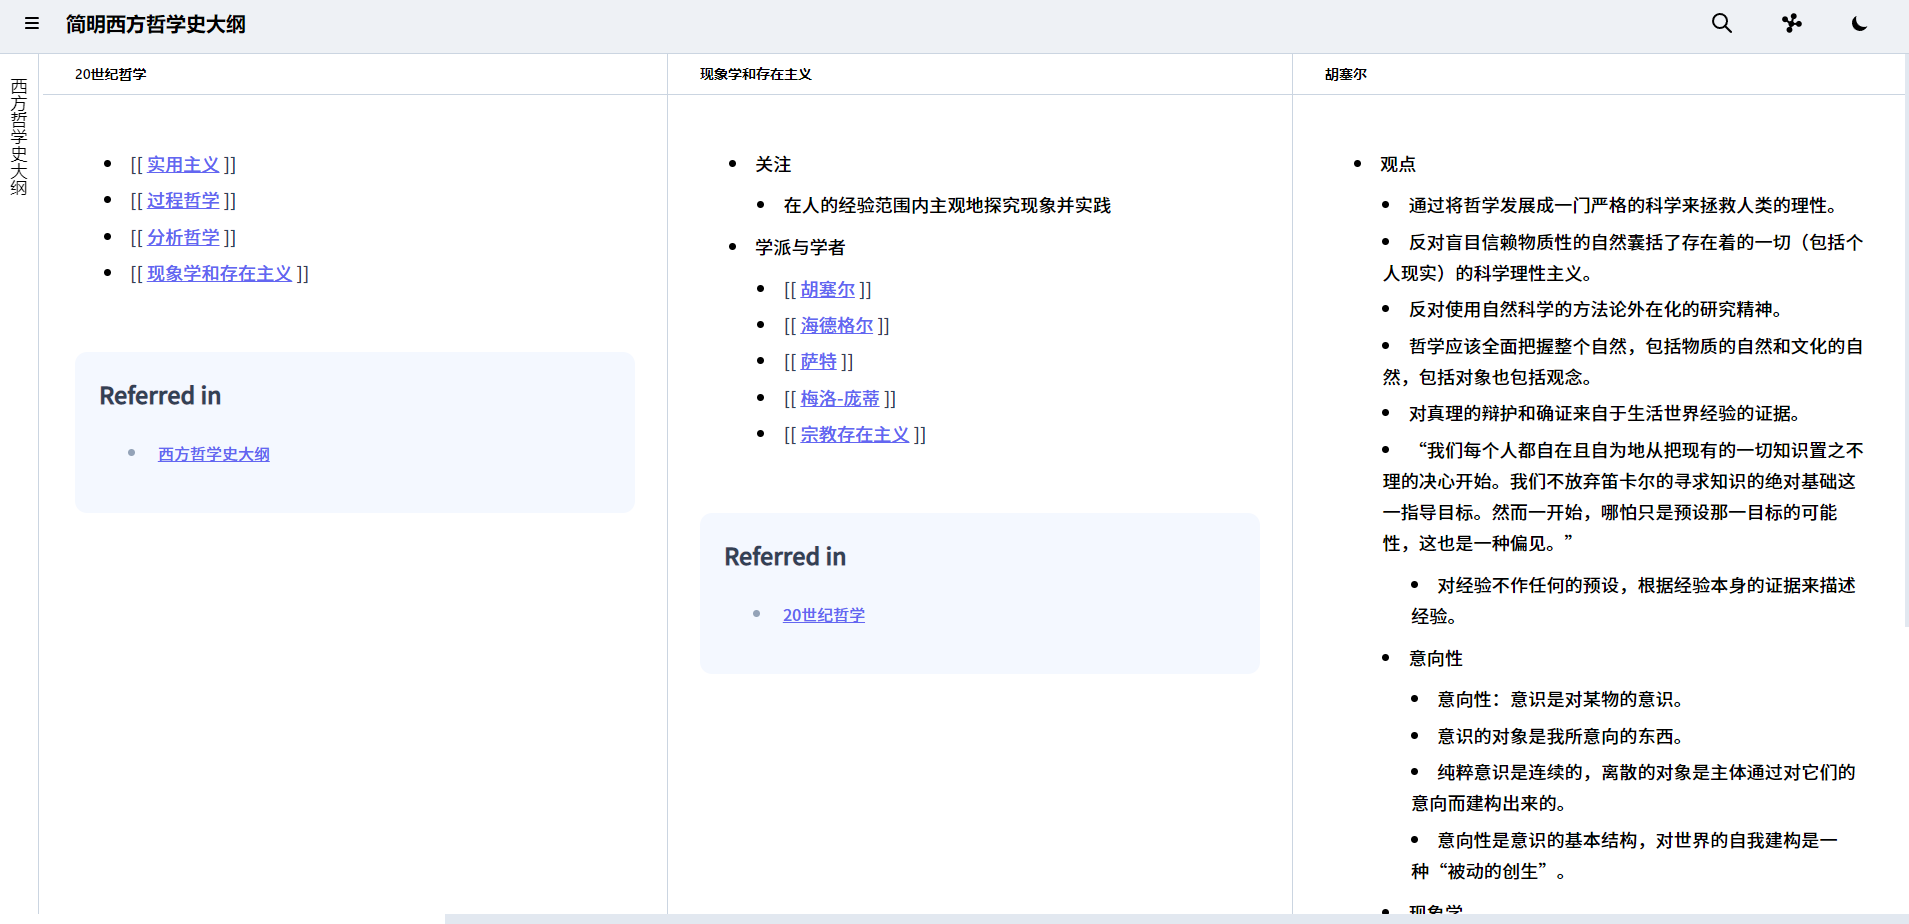 简明西方哲学史大纲
西方哲学史大纲
20世纪哲学
[[ 实用主义 ]]
[[ 过程哲学 ]]
[[ 分析哲学 ]]
[[ 现象学和存在主义 ]]
Referred in
西方哲学史大纲
现象学和存在主义
关注
在人的经验范围内主观地探究现象并实践
学派与学者
[[ 胡塞尔 ]]
[[ 海德格尔 ]]
[[ 萨特 ]]
[[ 梅洛-庞蒂 ]]
[[ 宗教存在主义 ]]
Referred in
20世纪哲学
胡塞尔
观点
通过将哲学发展成一门严格的科学来拯救人类的理性。
反对盲目信赖物质性的自然囊括了存在着的一切（包括个
人现实）的科学理性主义。
反对使用自然科学的方法论外在化的研究精神。
哲学应该全面把握整个自然，包括物质的自然和文化的自
然，包括对象也包括观念。
对真理的辩护和确证来自于生活世界经验的证据。
“我们每个人都自在且自为地从把现有的一切知识置之不
理的决心开始。我们不放弃笛卡尔的寻求知识的绝对基础这
一指导目标。然而一开始，哪怕只是预设那一目标的可能
性，这也是一种偏见。”
对经验不作任何的预设，根据经验本身的证据来描述
经验。
意向性
意向性：意识是对某物的意识。
意识的对象是我所意向的东西。
纯粹意识是连续的，离散的对象是主体通过对它们的
意向而建构出来的。
意向性是意识的基本结构，对世界的自我建构是一
种“被动的创生”。
现象学